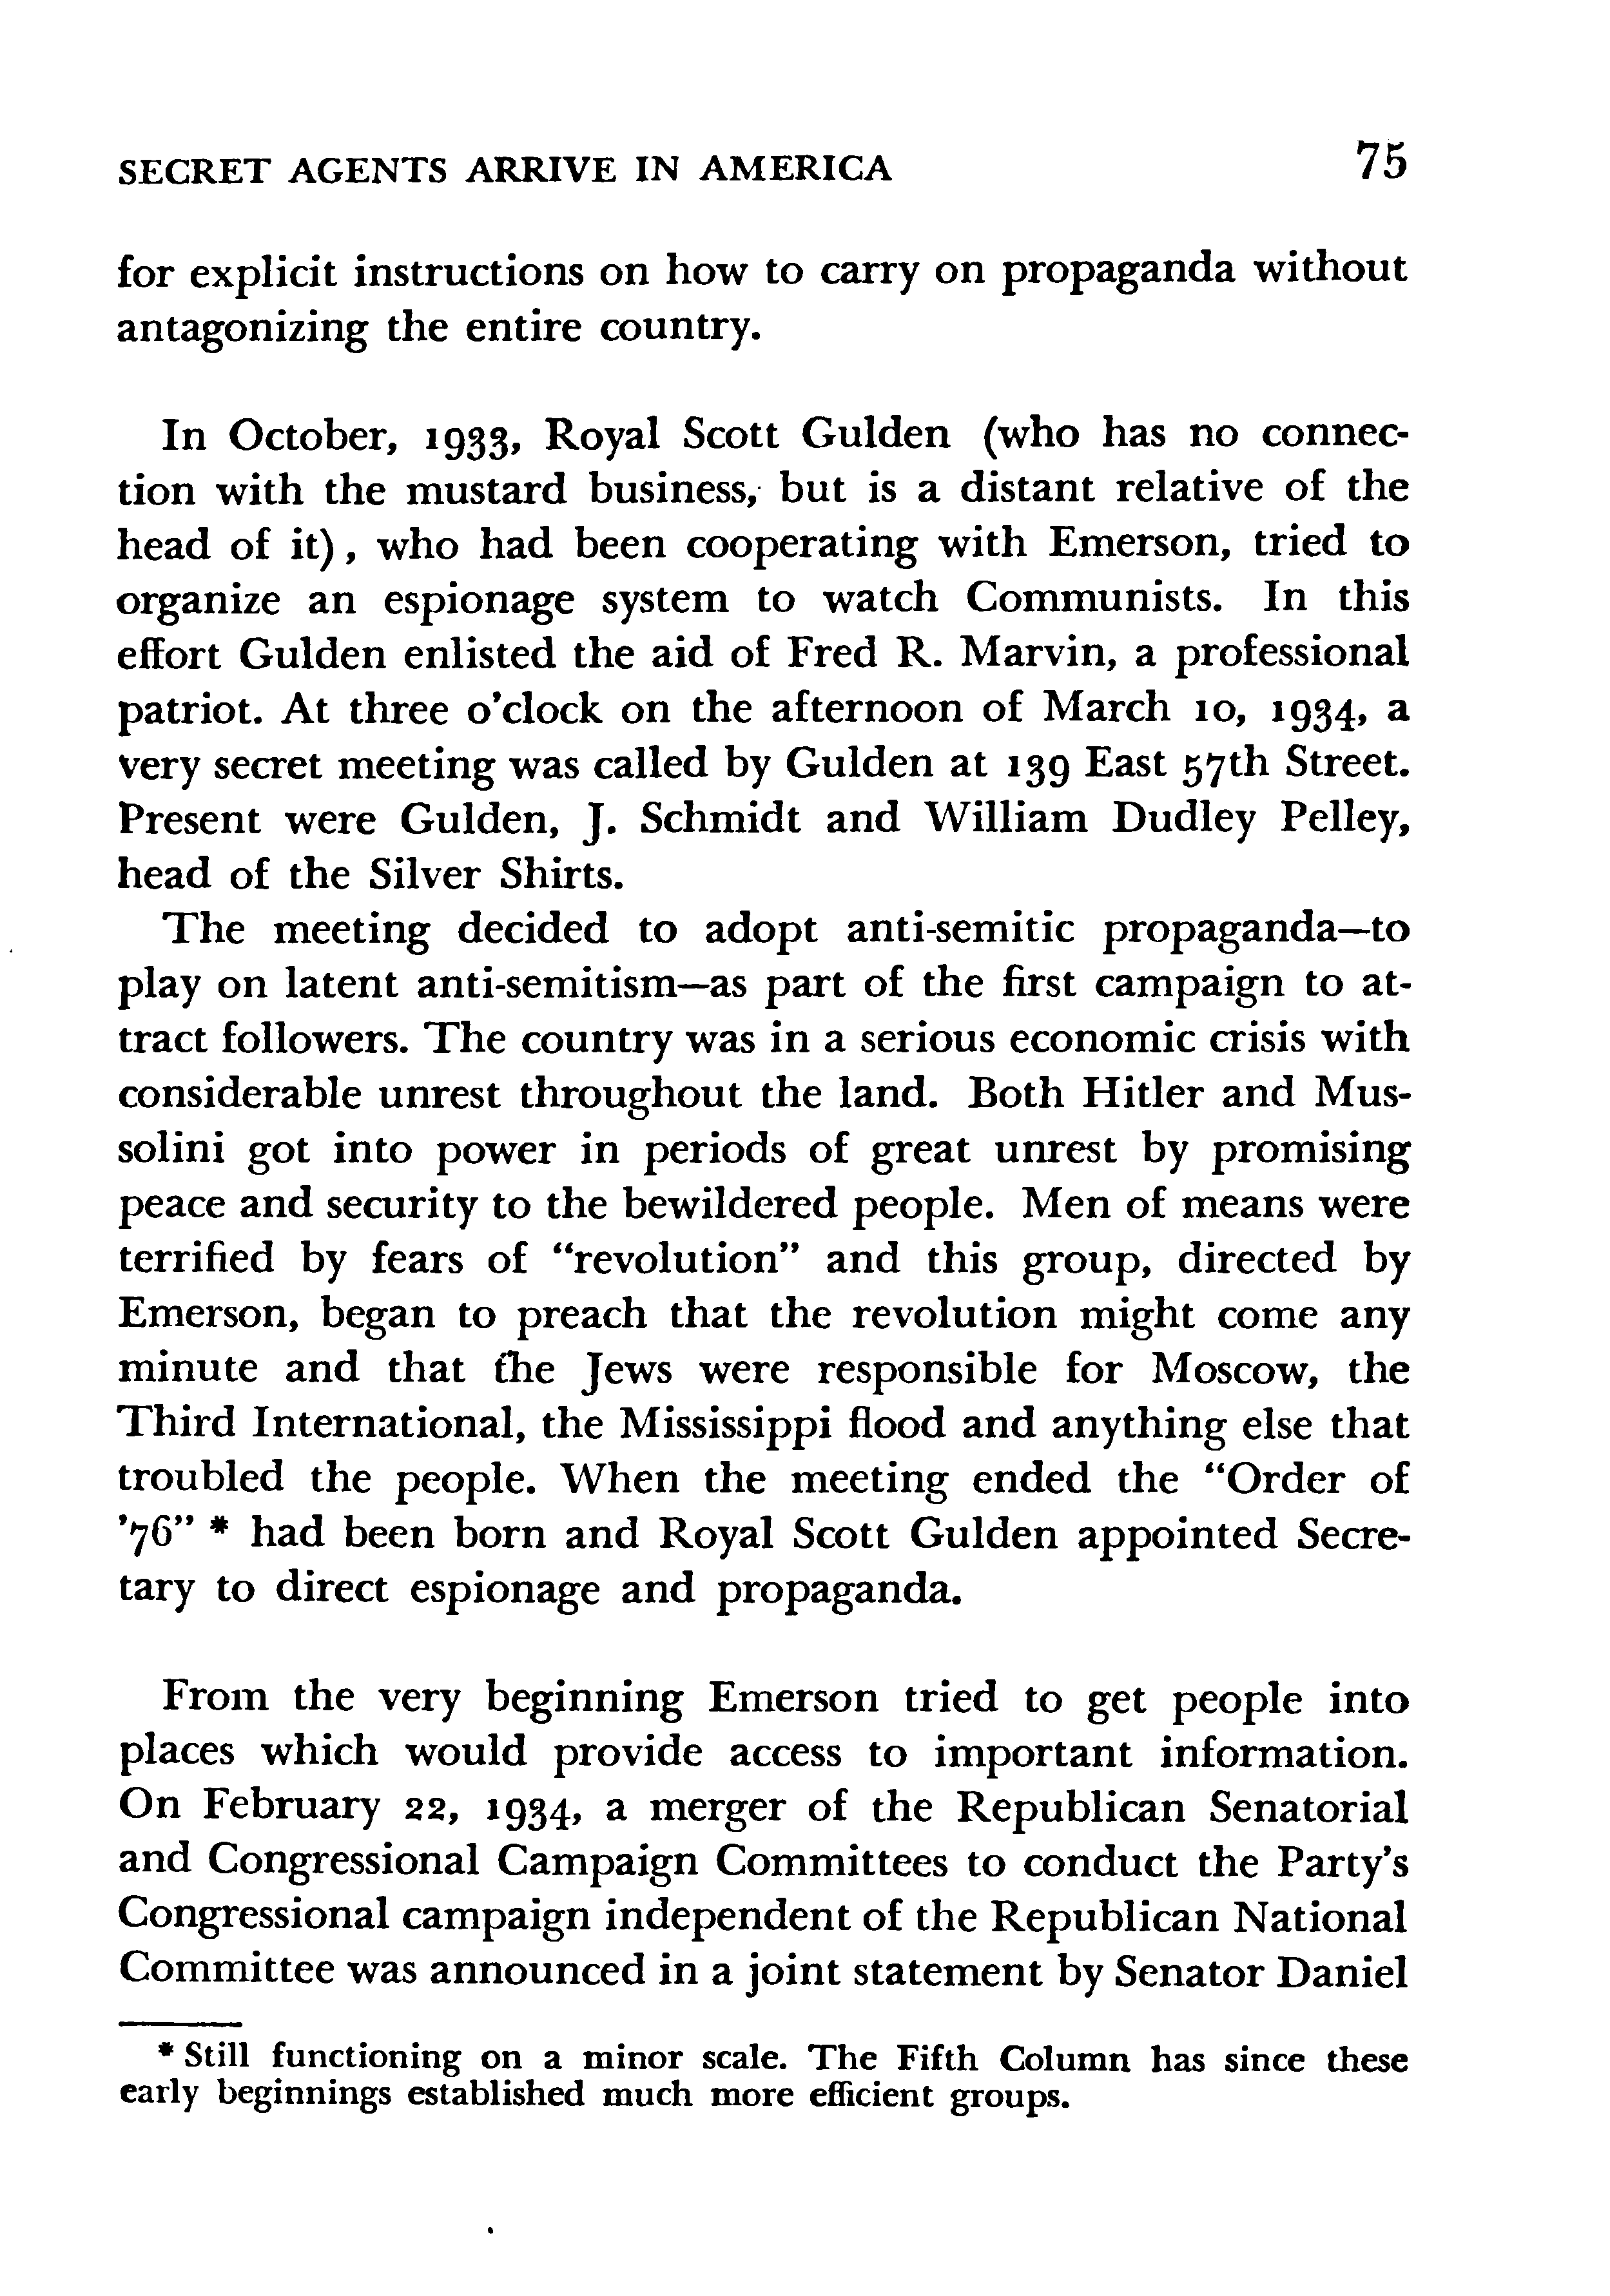 SECRET AGENTS ARRIVE IN AMERICA 75
for explicit instructions on how to carry on propaganda without
antagonizing the entire country.
In October, 1933, Royal Scott Gulden (who has no connec-
tion with the mustard business, but is a distant relative of the
head of it), who had been cooperating with Emerson, tried to
organize an espionage system to watch Communists. In this
effort Gulden enlisted the aid of Fred R. Marvin, a professional
patriot. At three o'clock on the afternoon of March 10, 1934, a
very secret meeting was called by Gulden at 139 East 57th Street.
Present were Gulden, J. Schmidt and William Dudley Pelley,
head of the Silver Shirts.
The meeting decided to adopt anti-semitic propaganda—to
play on latent anti-semitism—as part of the first campaign to at-
tract followers. The country was in a serious economic crisis with
considerable unrest throughout the land. Both Hitler and Mus-
solini got into power in periods of great unrest by promising
peace and security to the bewildered people. Men of means were
terrified by fears of “revolution” and this group, directed by
Emerson, began to preach that the revolution might come any
minute and that the Jews were responsible for Moscow, the
Third International, the Mississippi flood and anything else that
troubled the people. When the meeting ended the “Order of
’76” * had been born and Royal Scott Gulden appointed Secre-
tary to direct espionage and propaganda.
From the very beginning Emerson tried to get people into
places which would provide access to important information.
On February 22, 1934, a merger of the Republican Senatorial
and Congressional Campaign Committees to conduct the Party's
Congressional campaign independent of the Republican National
Committee was announced in a joint statement by Senator Daniel
* Still functioning on a minor scale. The Fifth Column has since these
early beginnings established much more efficient groups.